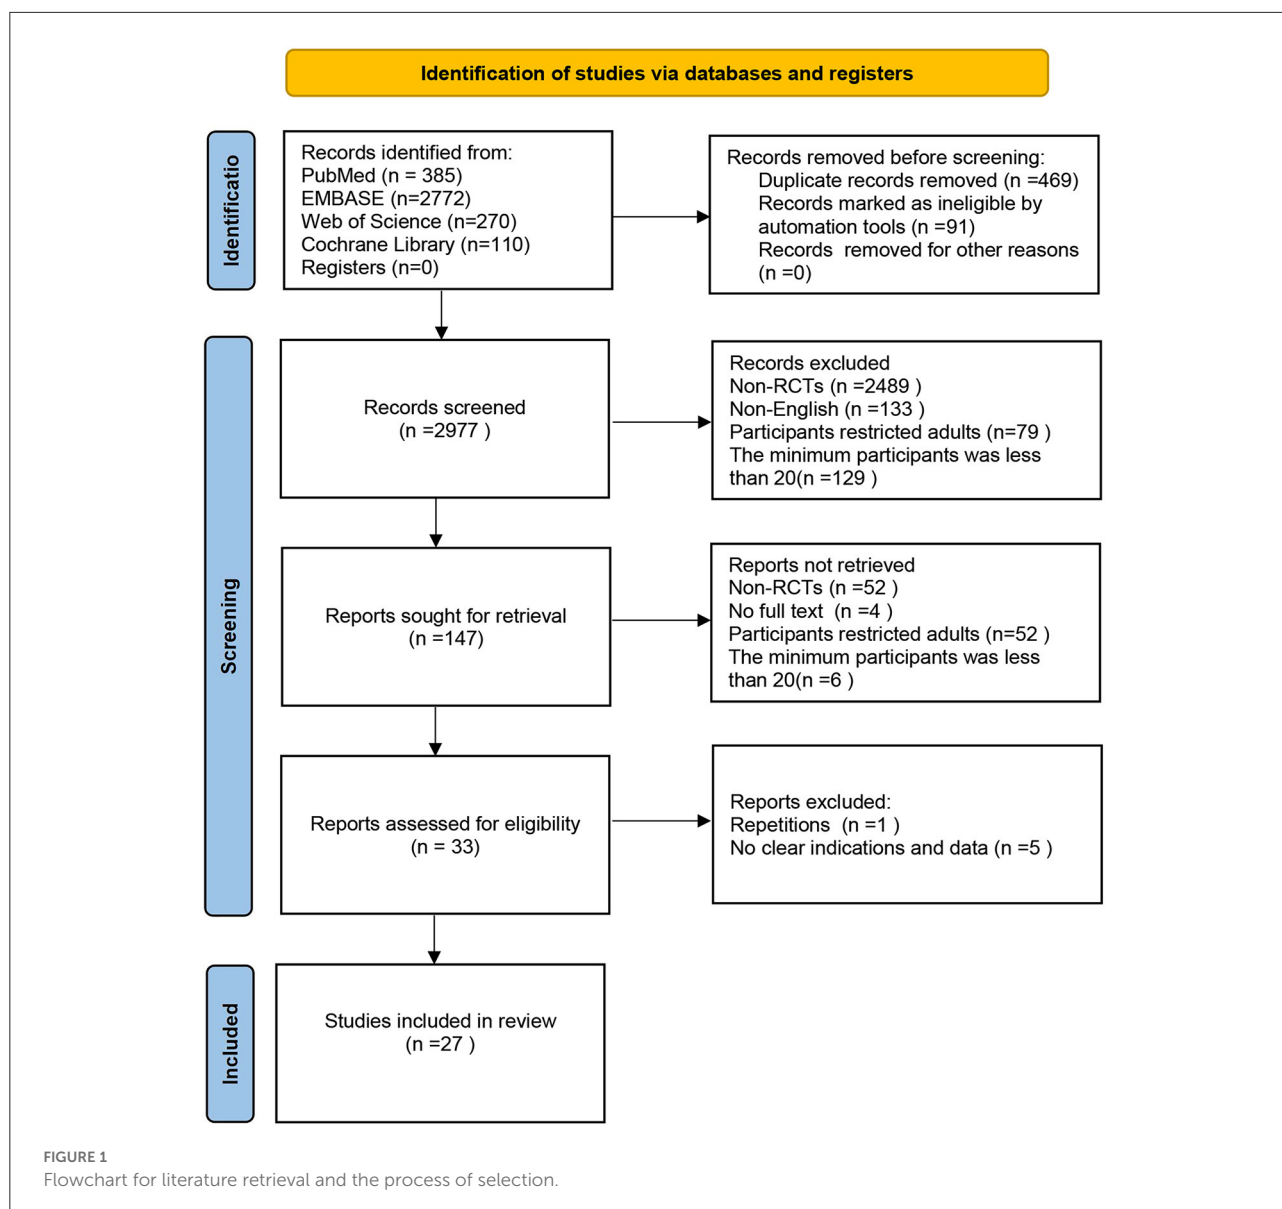 Identification of studies via databases and registers
Identificatio
Records identified from:
PubMed (n = 385)
EMBASE (n=2772)
Web of Science (n=270)
Cochrane Library (n=110)
Registers (n=0)
Records removed before screening:
Duplicate records removed (n =469)
Records marked as ineligible by
automation tools (n =91)
Records  removed for other reasons
(n =0)
Screening
Records screened
(n =2977 )
Records excluded
Non-RCTs (n =2489 )
Non-English (n =133 )
Participants restricted adults (n=79 )
The minimum participants was less
than 20(n =129 )
Reports sought for retrieval
(n =147)
Reports not retrieved
Non-RCTs (n =52 )
No full text  (n =4 )
Participants restricted adults (n=52 )
The minimum participants was less
than 20(n =6 )
Reports assessed for eligibility
(n = 33)
Reports excluded:
Repetitions  (n =1 )
No clear indications and data (n =5 )
Included
Studies included in review
(n =27 )
FIGURE 1
Flowchart for literature retrieval and the process of selection.